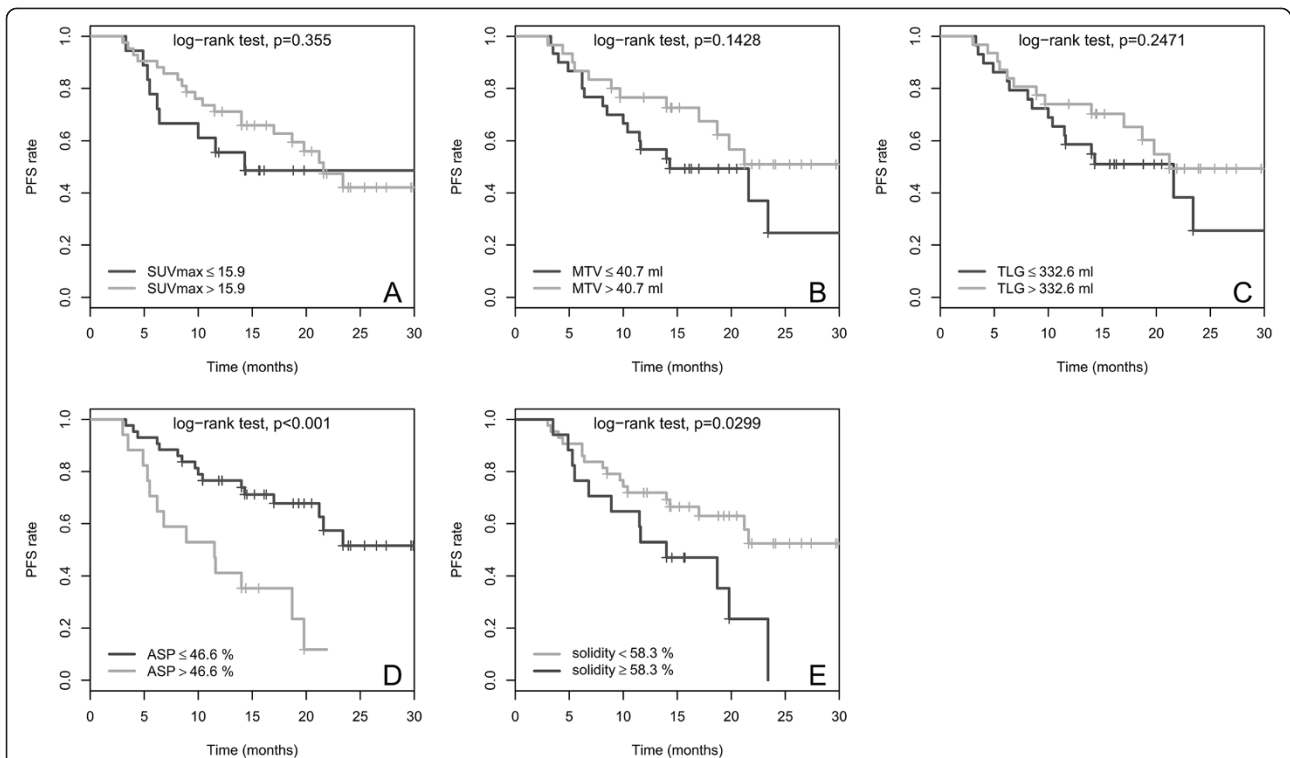 log−rank test, p=0.355
PFS rate
1.0
0.8
0.6
0.4
0.2
0.0
SUVmax ≤ 15.9
SUVmax > 15.9
A
0 5 10 15 20 25 30
Time (months)
log−rank test, p=0.1428
PFS rate
1.0
0.8
0.6
0.4
0.2
0.0
MTV ≤ 40.7 ml
MTV > 40.7 ml
B
0 5 10 15 20 25 30
Time (months)
log−rank test, p=0.2471
PFS rate
1.0
0.8
0.6
0.4
0.2
0.0
TLG ≤ 332.6 ml
TLG > 332.6 ml
C
0 5 10 15 20 25 30
Time (months)
log−rank test, p<0.001
PFS rate
1.0
0.8
0.6
0.4
0.2
0.0
ASP ≤ 46.6 %
ASP > 46.6 %
D
0 5 10 15 20 25 30
Time (months)
log−rank test, p=0.0299
PFS rate
1.0
0.8
0.6
0.4
0.2
0.0
solidity < 58.3 %
solidity ≥ 58.3 %
E
0 5 10 15 20 25 30
Time (months)